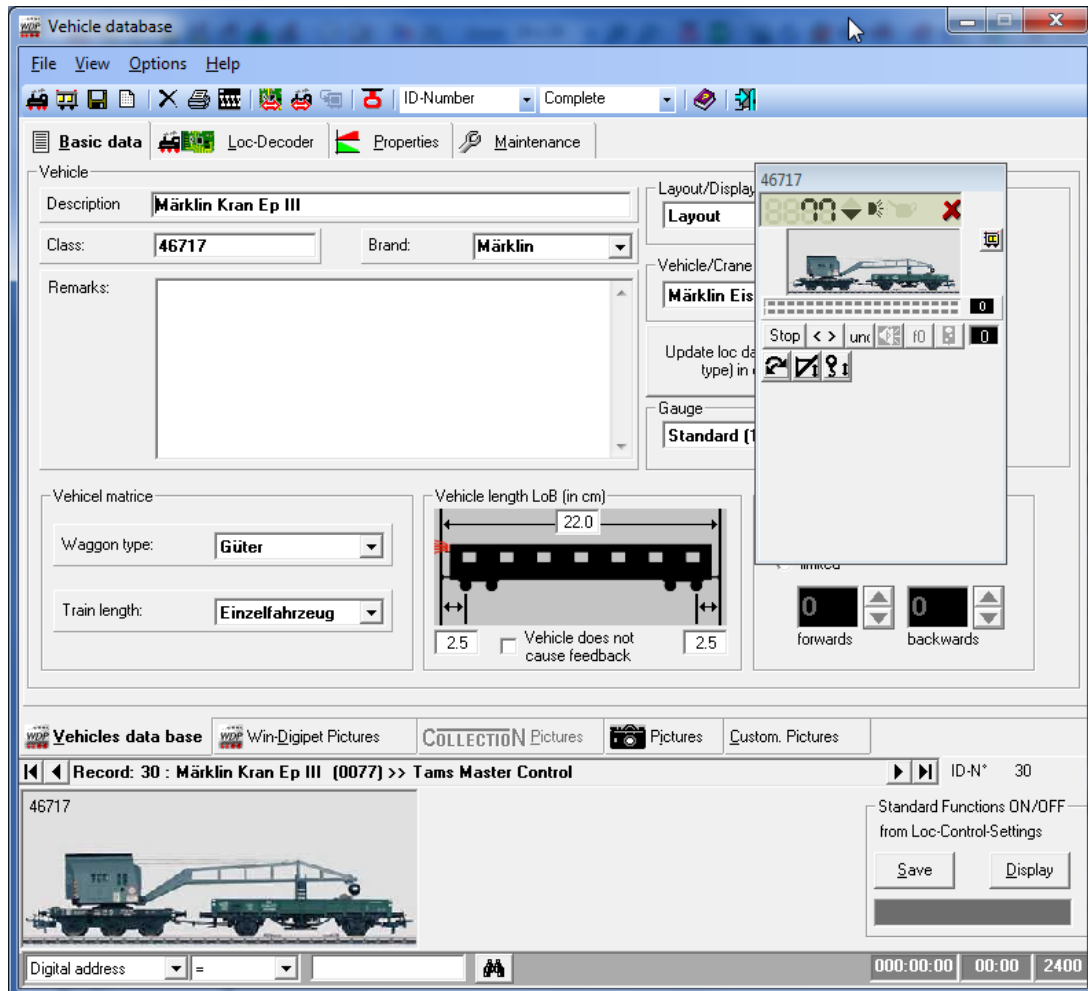 WDP Vehicle database
File View Options Help
ID-Number Complete
Basic data Loc-Decoder Properties Maintenance
Vehicle
Description Märklin Kran Ep III
Class: 46717 Brand: Märklin
Remarks:
Layout/Display
Layout
Vehicle/Crane
Märklin Eis
Update loc da
type) in
Gauge
Standard (1
46717
77
0
Stop < > f0 0
Vehicel matrice
Waggon type: Güter
Train length: Einzelfahrzeug
Vehicle length LoB (in cm)
22.0
2.5 Vehicle does not cause feedback 2.5
limited
0 0
forwards backwards
WDP Vehicles data base WDP Win-Digipet Pictures COLLECTION Pictures Pictures Custom. Pictures
Record: 30 : Märklin Kran Ep III (0077) >> Tams Master Control ID-N° 30
46717
Standard Functions ON/OFF
from Loc-Control-Settings
Save Display
Digital address = 000:00:00 00:00 2400